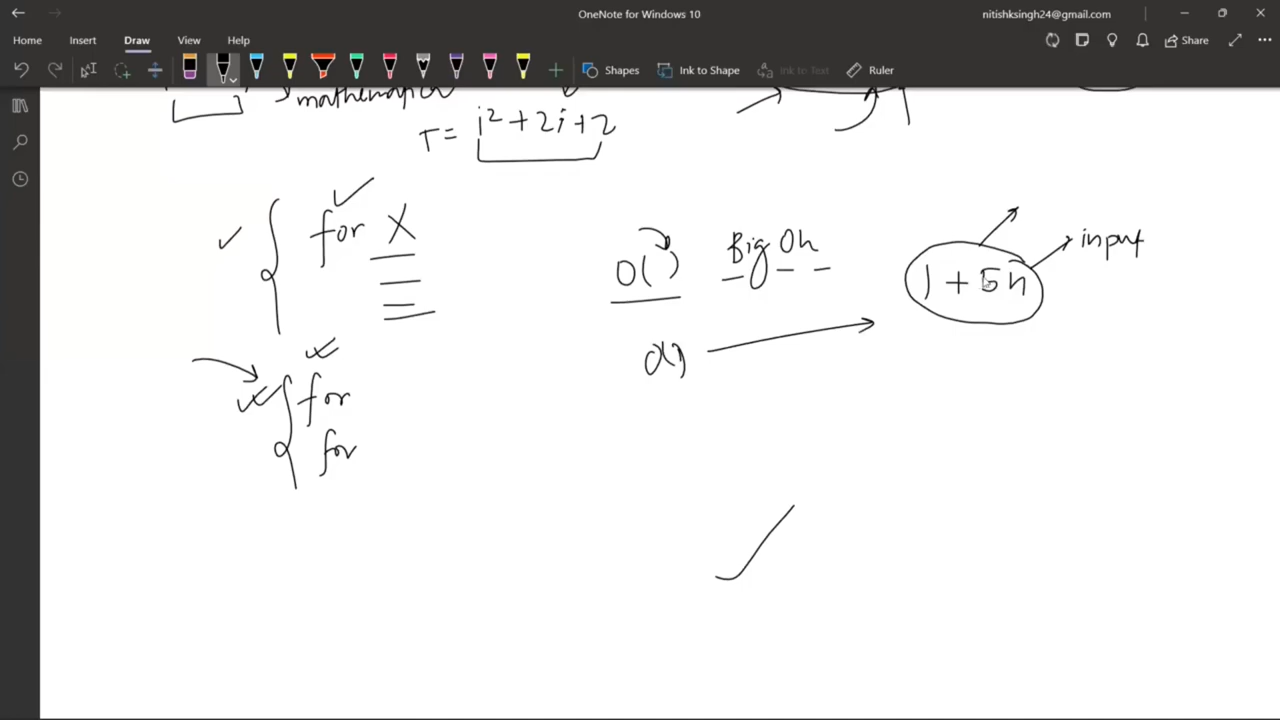 OneNote for Windows 10
nitishksingh24@gmail.com
Home
Insert
Draw
View
Help
Share
Shapes
Ink to Shape
Ink to Text
Ruler
T = i² + 2i + 2
for X
O( ) Big Oh
1 + 5n
input
for
for